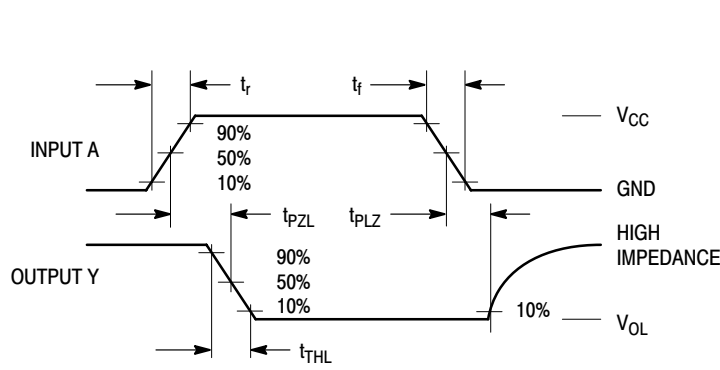 tr
tf
VCC
INPUT A
90%
50%
10%
GND
tPZL
tPLZ
HIGH
IMPEDANCE
OUTPUT Y
90%
50%
10%
10%
VOL
tTHL